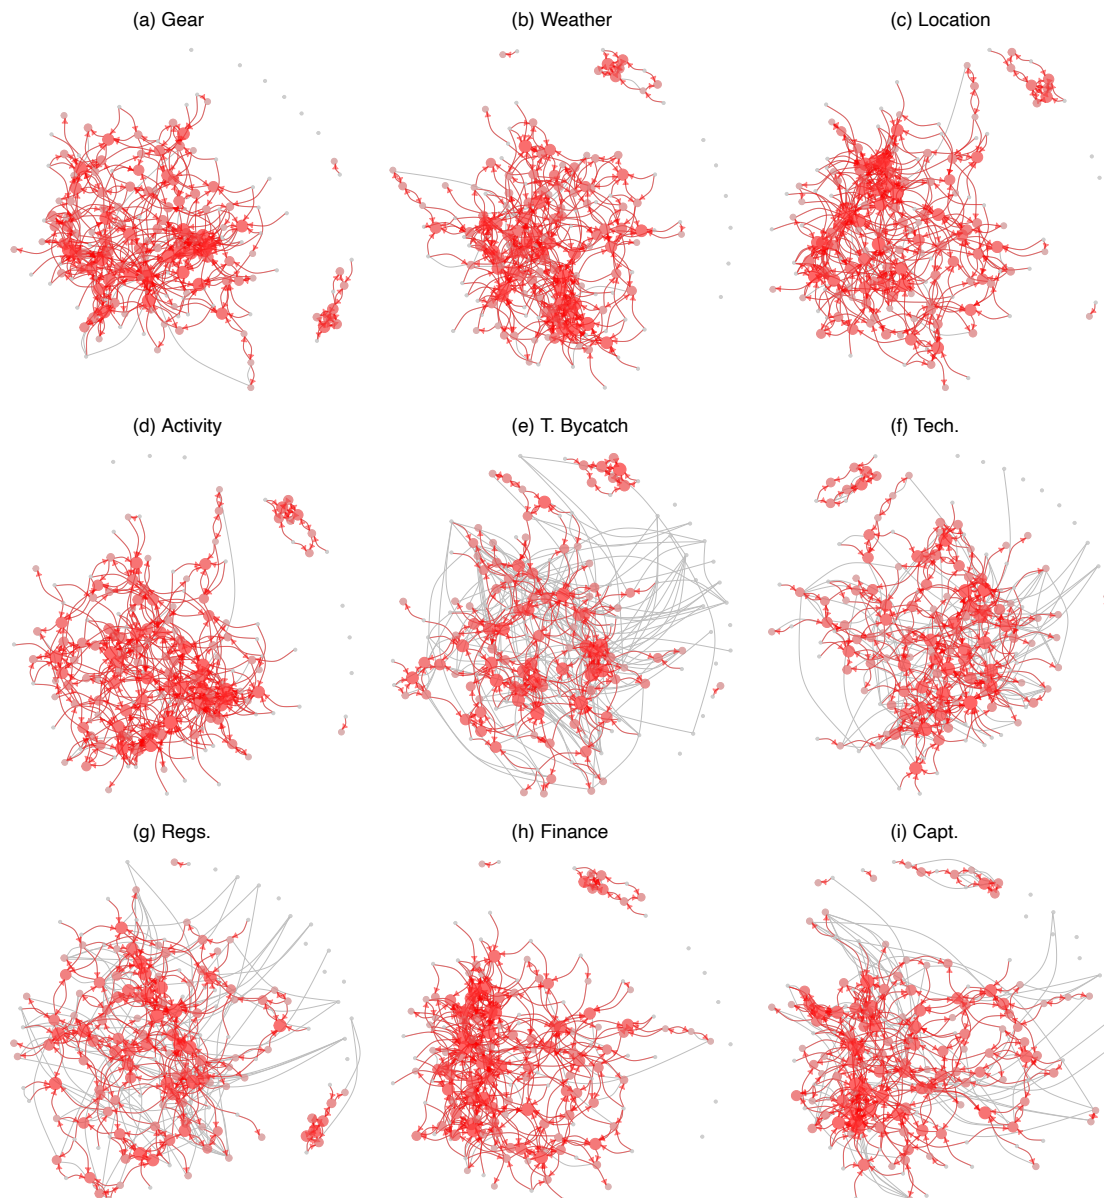 (a) Gear
(b) Weather
(c) Location
(d) Activity
(e) T. Bycatch
(f) Tech.
(g) Regs.
(h) Finance
(i) Capt.